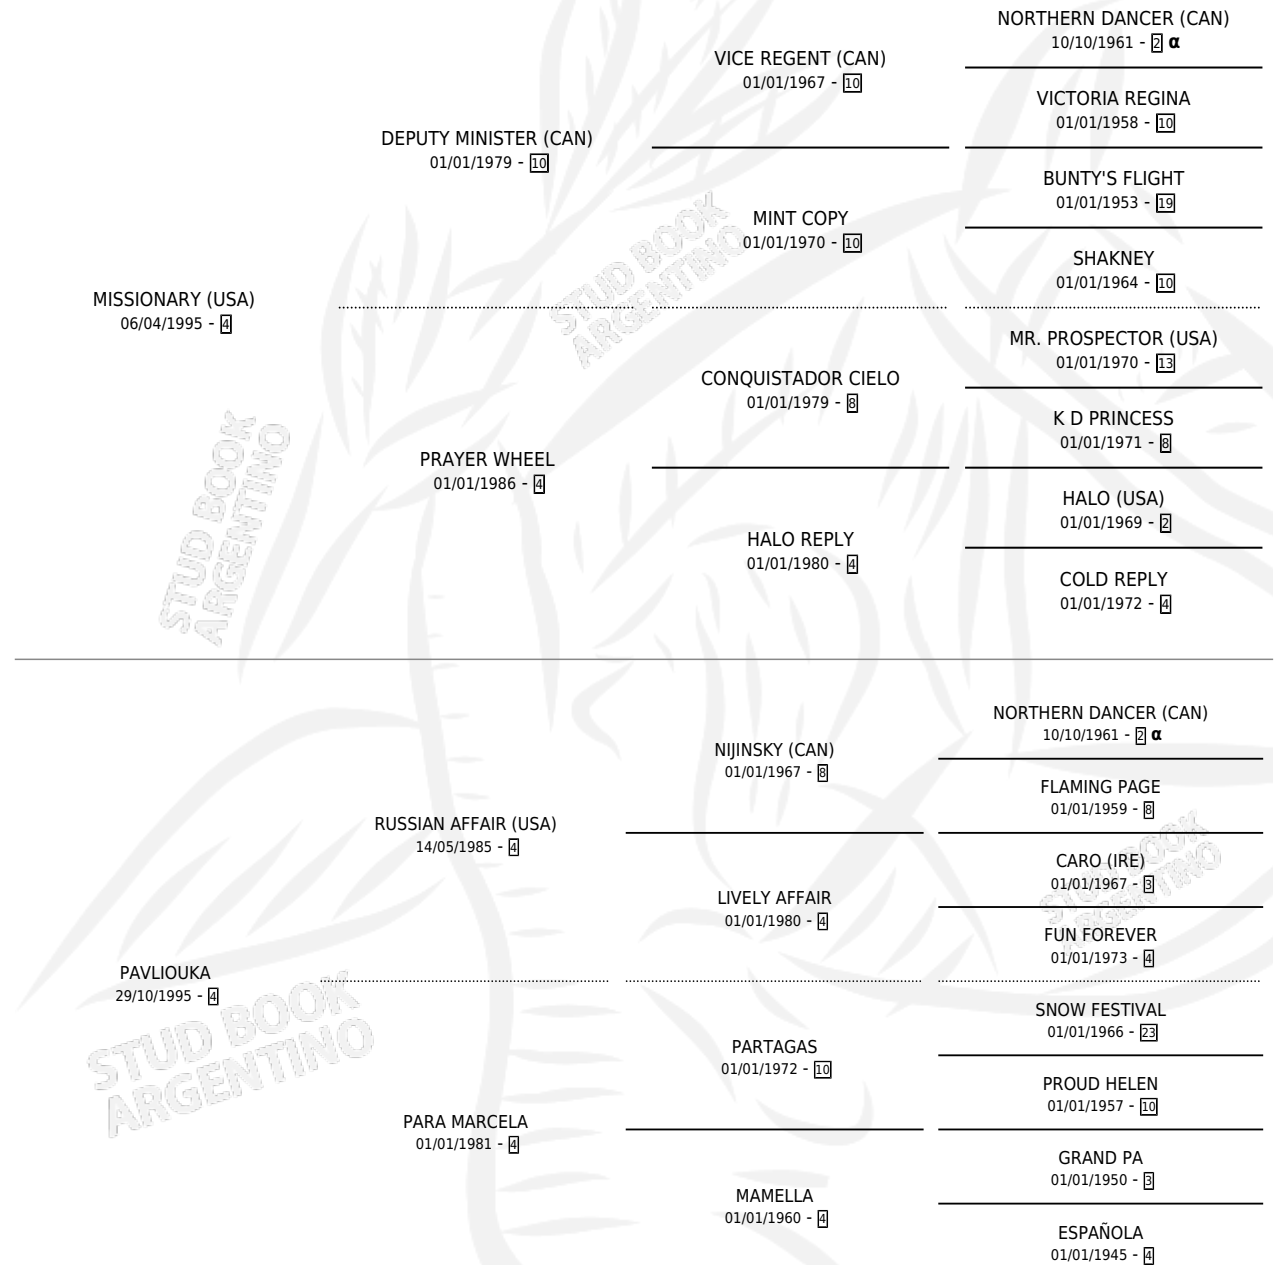 NORTHERN DANCER (CAN)
10/10/1961 - 2 α
VICE REGENT (CAN)
01/01/1967 - 10
VICTORIA REGINA
01/01/1958 - 10
DEPUTY MINISTER (CAN)
01/01/1979 - 10
BUNTY'S FLIGHT
01/01/1953 - 19
MINT COPY
01/01/1970 - 10
SHAKNEY
01/01/1964 - 10
MISSIONARY (USA)
06/04/1995 - 4
MR. PROSPECTOR (USA)
01/01/1970 - 13
CONQUISTADOR CIELO
01/01/1979 - 8
K D PRINCESS
01/01/1971 - 8
PRAYER WHEEL
01/01/1986 - 4
HALO (USA)
01/01/1969 - 2
HALO REPLY
01/01/1980 - 4
COLD REPLY
01/01/1972 - 4
NORTHERN DANCER (CAN)
10/10/1961 - 2 α
NIJINSKY (CAN)
01/01/1967 - 8
FLAMING PAGE
01/01/1959 - 8
RUSSIAN AFFAIR (USA)
14/05/1985 - 4
CARO (IRE)
01/01/1967 - 3
LIVELY AFFAIR
01/01/1980 - 4
FUN FOREVER
01/01/1973 - 4
PAVLIOUKA
29/10/1995 - 4
SNOW FESTIVAL
01/01/1966 - 23
PARTAGAS
01/01/1972 - 10
PROUD HELEN
01/01/1957 - 10
PARA MARCELA
01/01/1981 - 4
GRAND PA
01/01/1950 - 3
MAMELLA
01/01/1960 - 4
ESPAÑOLA
01/01/1945 - 4
STUD BOOK
ARGENTINO
STUD BOOK
ARGENTINO
STUD BOOK
ARGENTINO
STUD BOOK
ARGENTINO